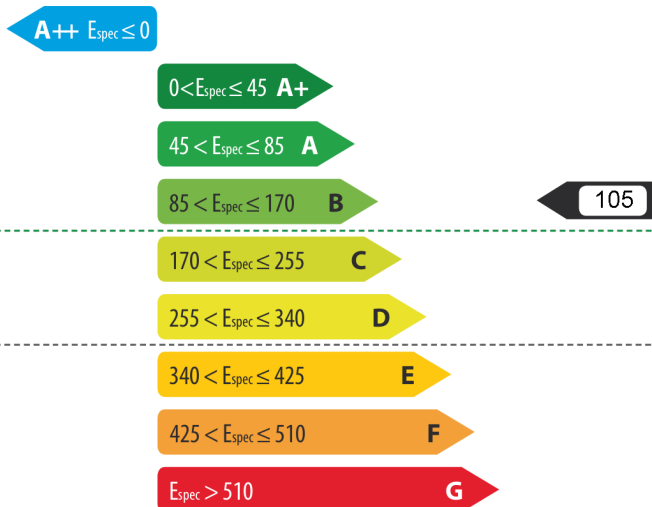 A++ Espec ≤ 0
0 < Espec ≤ 45 A+
45 < Espec ≤ 85 A
85 < Espec ≤ 170 B
105
170 < Espec ≤ 255 C
255 < Espec ≤ 340 D
340 < Espec ≤ 425 E
425 < Espec ≤ 510 F
Espec > 510 G